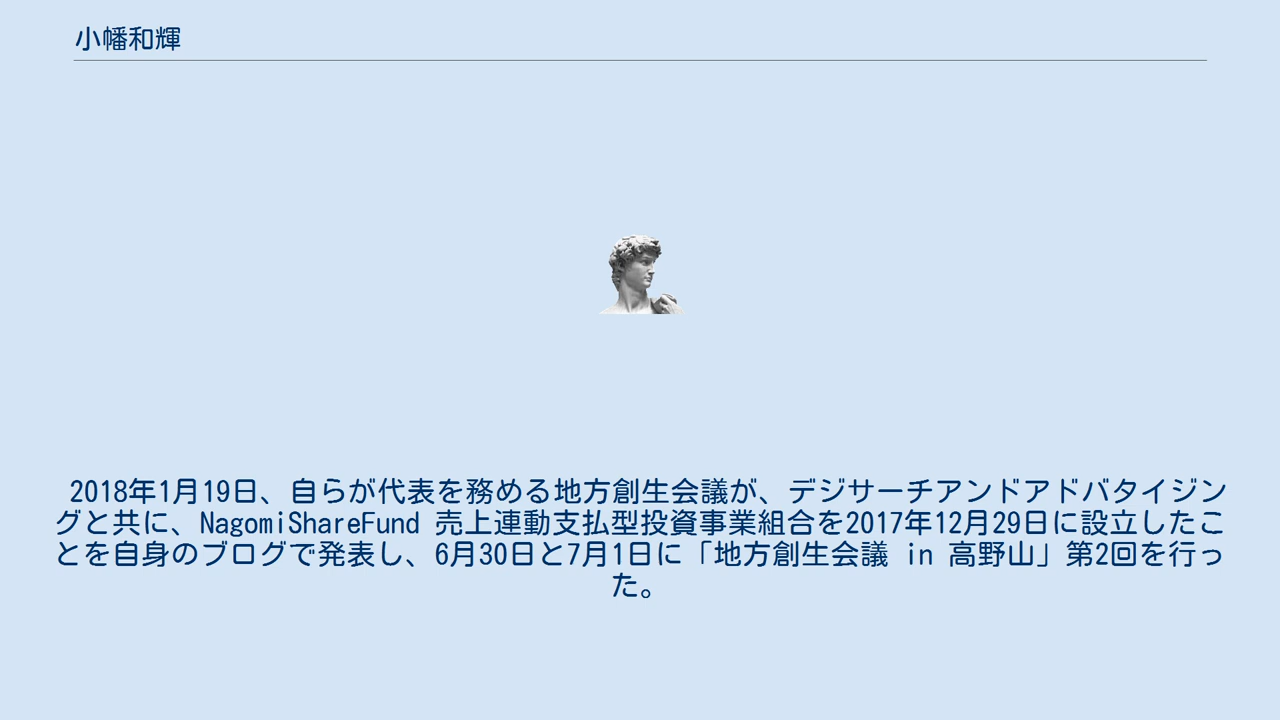 小幡和輝
2018年1月19日、自らが代表を務める地方創生会議が、デジサーチアンドアドバタイジン
グと共に、NagomiShareFund 売上連動支払型投資事業組合を2017年12月29日に設立したこ
とを自身のブログで発表し、6月30日と7月1日に「地方創生会議 in 高野山」第2回を行っ
た。